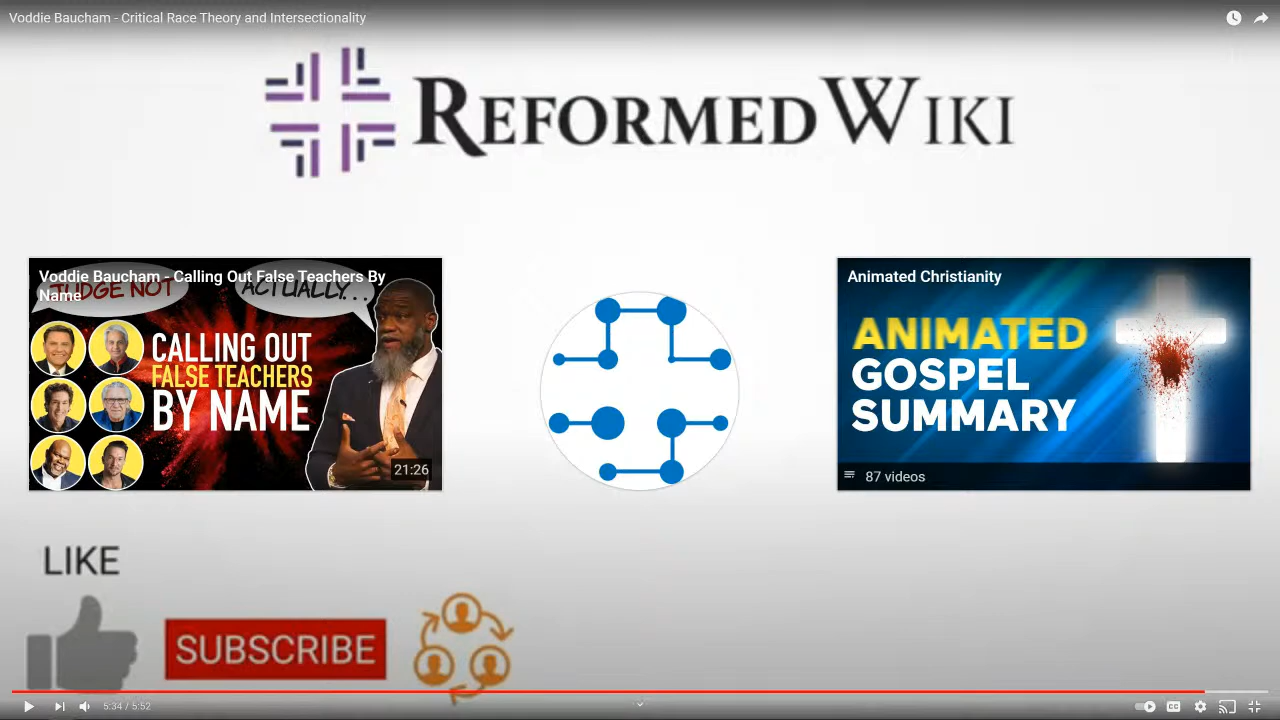 Voddie Baucham - Critical Race Theory and Intersectionality
REFORMEDWIKI
Voddie Baucham - Calling Out False Teachers By
Name
JUDGE NOT
ACTUALLY...
CALLING OUT
FALSE TEACHERS
BY NAME
21:26
Animated Christianity
ANIMATED
GOSPEL
SUMMARY
87 videos
LIKE
SUBSCRIBE
5:34 / 5:52
CC